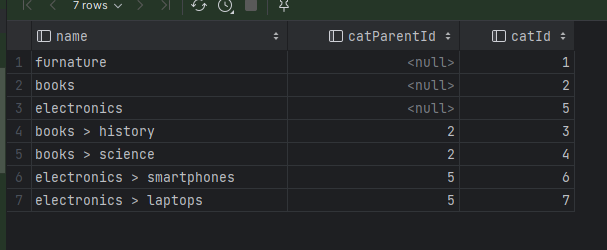 7 rows
name catParentId catId
1 furnature <null> 1
2 books <null> 2
3 electronics <null> 5
4 books > history 2 3
5 books > science 2 4
6 electronics > smartphones 5 6
7 electronics > laptops 5 7